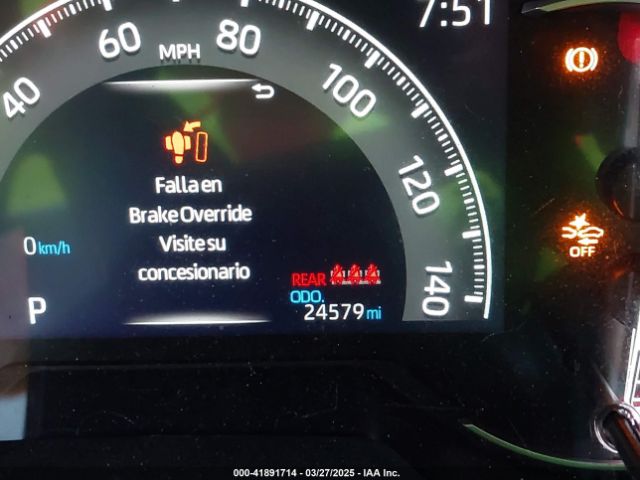 7:51
60
80
MPH
40
100
Falla en
Brake Override
Visite su
concesionario
120
0 km/h
OFF
REAR
ODO.
140
P
24579 mi
000-41891714 - 03/27/2025 - IAA Inc.